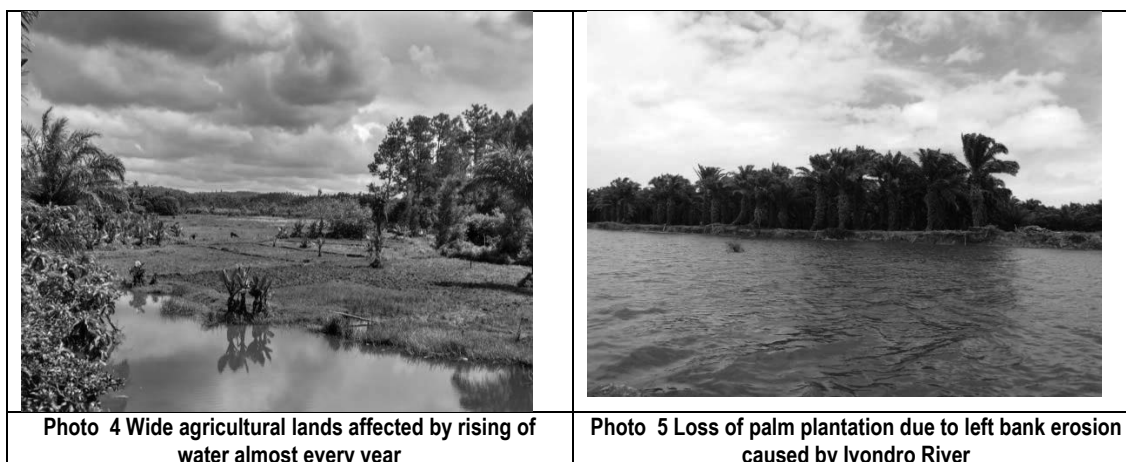 Photo 4 Wide agricultural lands affected by rising of
water almost every year
Photo 5 Loss of palm plantation due to left bank erosion
caused by Ivondro River